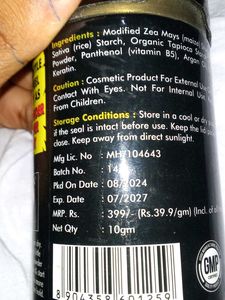 Ingredients : Modified Zea Mays (maize)
Sativa (rice) Starch, Organic Tapioca
Powder, Panthenol (vitamin B5), Argan
Keratin.
Caution : Cosmetic Product For External
Contact With Eyes. Not For Internal Use.
From Children.
Storage Conditions : Store in a cool or dry
if the seal is intact before use. Keep the lid
close. Keep away from direct sunlight.
Mfg Lic. No. : MH/104643
Batch No. : 14
Pkd On Date : 08/2024
Exp. Date : 07/2027
MRP. Rs. : 399/- (Rs.39.9/gm) (Incl. of
Net Qty : 10gm
GMP